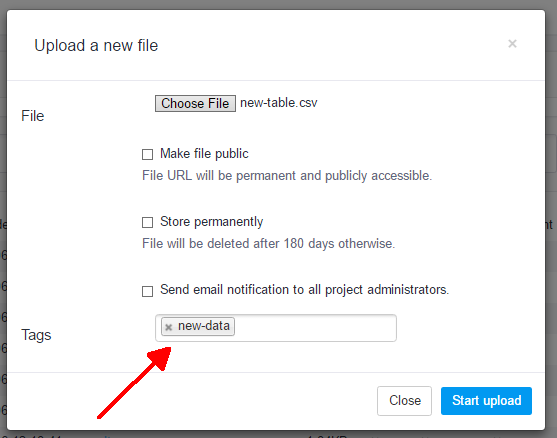 Upload a new file
×
File
Choose File new-table.csv
Make file public
File URL will be permanent and publicly accessible.
Store permanently
File will be deleted after 180 days otherwise.
Send email notification to all project administrators.
Tags
× new-data
Close
Start upload